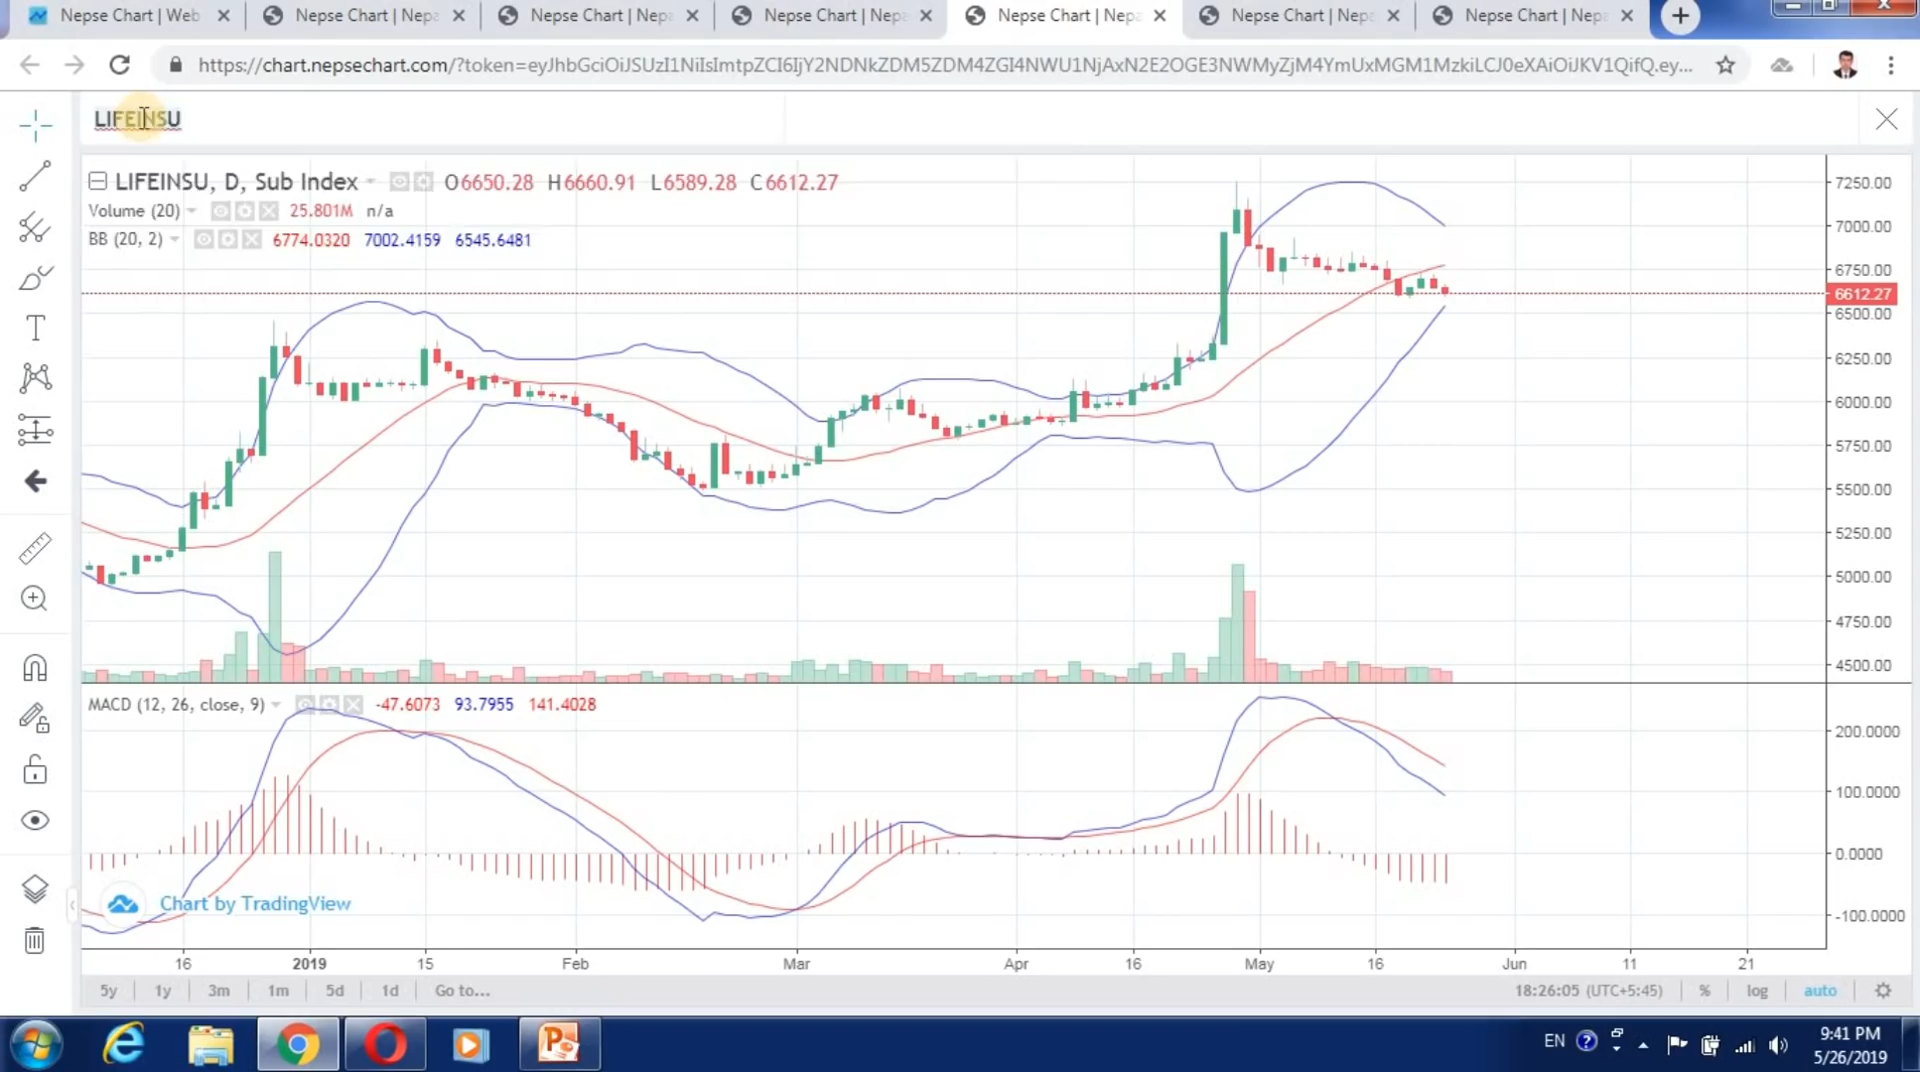 Nepse Chart | Web
Nepse Chart | Nepa
Nepse Chart | Nepa
Nepse Chart | Nepa
Nepse Chart | Nepa
Nepse Chart | Nepa
Nepse Chart | Nepa
https://chart.nepsechart.com/?token=eyJhbGciOiJSUzI1NiIsImtpZCI6IjY2NDNkZDM5ZDM4ZGI4NWU1NjAxN2E2OGE3NWMyZjM4YmUxMGM1MzkiLCJ0eXAiOiJKV1QifQ.ey...
LIFEINSU
LIFEINSU, D, Sub Index O6650.28 H6660.91 L6589.28 C6612.27
Volume (20) 25.801M n/a
BB (20, 2) 6774.0320 7002.4159 6545.6481
7250.00
7000.00
6750.00
6612.27
6500.00
6250.00
6000.00
5750.00
5500.00
5250.00
5000.00
4750.00
4500.00
MACD (12, 26, close, 9) -47.6073 93.7955 141.4028
200.0000
100.0000
0.0000
-100.0000
Chart by TradingView
16 2019 15 Feb Mar Apr 16 May 16 Jun 11 21
5y 1y 3m 1m 5d 1d Go to... 18:26:05 (UTC+5:45) % log auto
EN
9:41 PM
5/26/2019